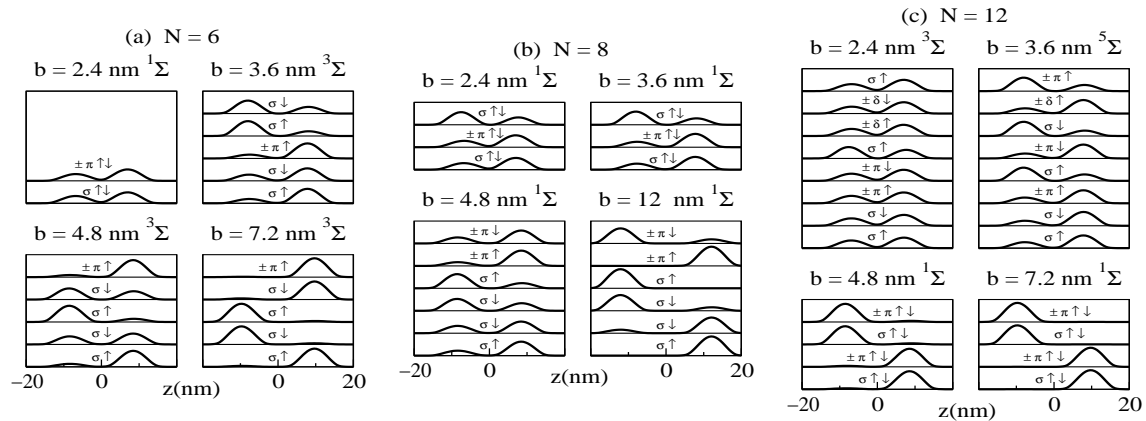 (a) N = 6
b = 2.4 nm ¹Σ
b = 3.6 nm ³Σ
± π ↑↓
σ ↑↓
σ ↓
σ ↑
± π ↑
σ ↓
σ ↑
b = 4.8 nm ³Σ
b = 7.2 nm ³Σ
± π ↑
σ ↓
σ ↑
σ ↓
σ ↑
−20
0
0
20
z(nm)
(b) N = 8
b = 2.4 nm ¹Σ
b = 3.6 nm ¹Σ
σ ↑↓
± π ↑↓
σ ↑↓
σ ↑↓
± π ↑↓
σ ↑↓
b = 4.8 nm ¹Σ
b = 12 nm ¹Σ
± π ↓
± π ↑
σ ↑
σ ↓
σ ↓
σ ↑
± π ↓
± π ↑
σ ↑
σ ↓
σ ↓
σ ↑
−20
0
0
20
z(nm)
(c) N = 12
b = 2.4 nm ³Σ
b = 3.6 nm ⁵Σ
σ ↑
± δ ↓
± δ ↑
σ ↑
± π ↓
± π ↑
σ ↓
σ ↑
± π ↑
± δ ↑
σ ↓
± π ↓
σ ↑
± π ↑
σ ↓
σ ↑
b = 4.8 nm ¹Σ
b = 7.2 nm ¹Σ
± π ↑↓
σ ↑↓
± π ↑↓
σ ↑↓
± π ↑↓
σ ↑↓
± π ↑↓
σ ↑↓
−20
0
0
20
z(nm)